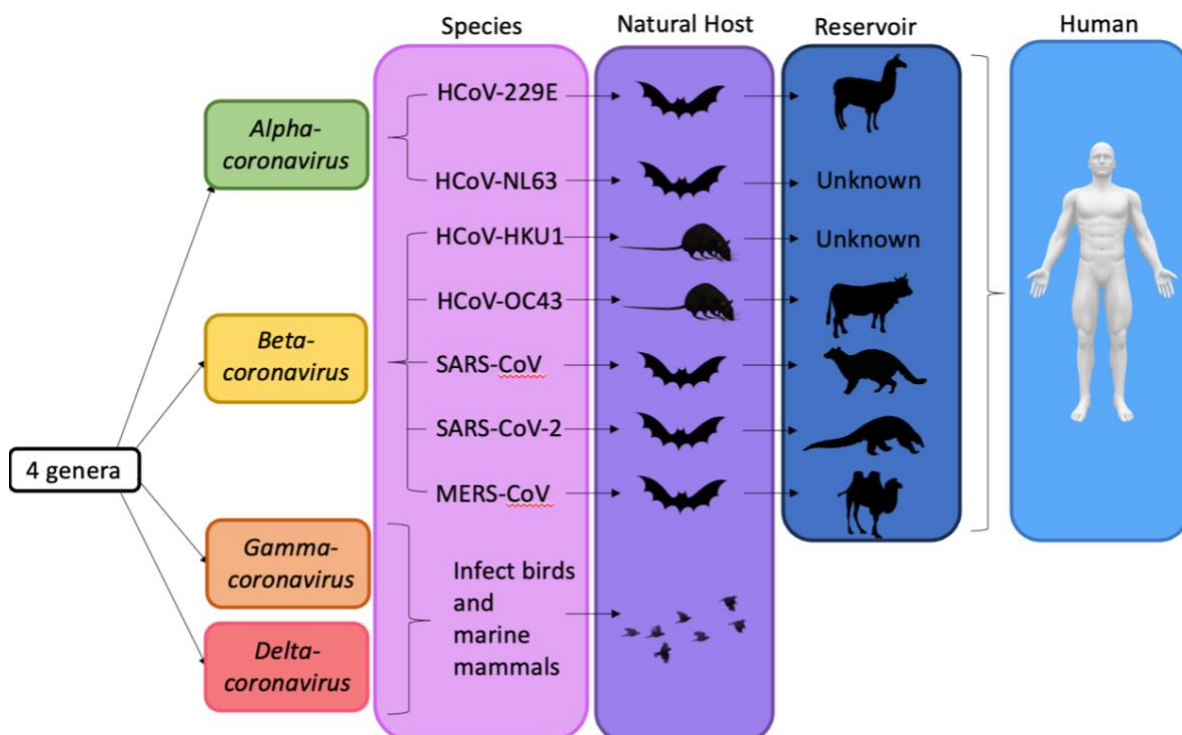 Species
Natural Host
Reservoir
Human
4 genera
Alpha-
coronavirus
HCoV-229E
HCoV-NL63
Unknown
Beta-
coronavirus
HCoV-HKU1
Unknown
HCoV-OC43
SARS-CoV
SARS-CoV-2
MERS-CoV
Gamma-
coronavirus
Delta-
coronavirus
Infect birds
and
marine
mammals